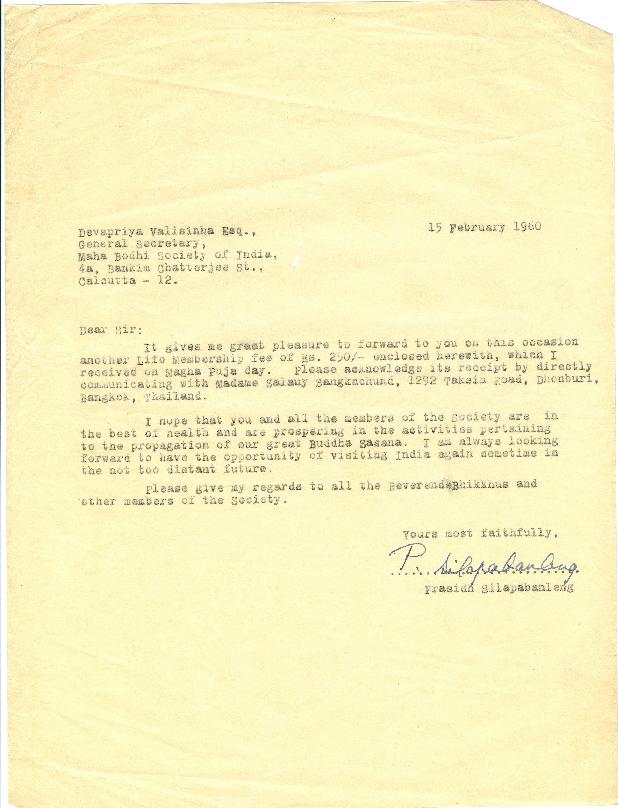 15 February 1960
Devapriya Valisinha Esq.,
General Secretary,
Maha Bodhi Society of India,
4a, Bankim Chatterjee St.,
Calcutta - 12.
Dear Sir:
It gives me great pleasure to forward to you on this occasion
another Life Membership fee of Rs. 250/- enclosed herewith, which I
received on Magha Puja day. Please acknowledge its receipt by directly
communicating with Madame Salauy Sangkachund, 1292 Taksin Road, Dhonburi,
Bangkok, Thailand.
I hope that you and all the members of the Society are in
the best of health and are prospering in the activities pertaining
to the propagation of our great Buddha Sasana. I am always looking
forward to have the opportunity of visiting India again sometime in
the not too distant future.
Please give my regards to all the Reverends Bhikkhus and
other members of the Society.
Yours most faithfully,
P. Silapabanleng
Prasidh Silapabanleng